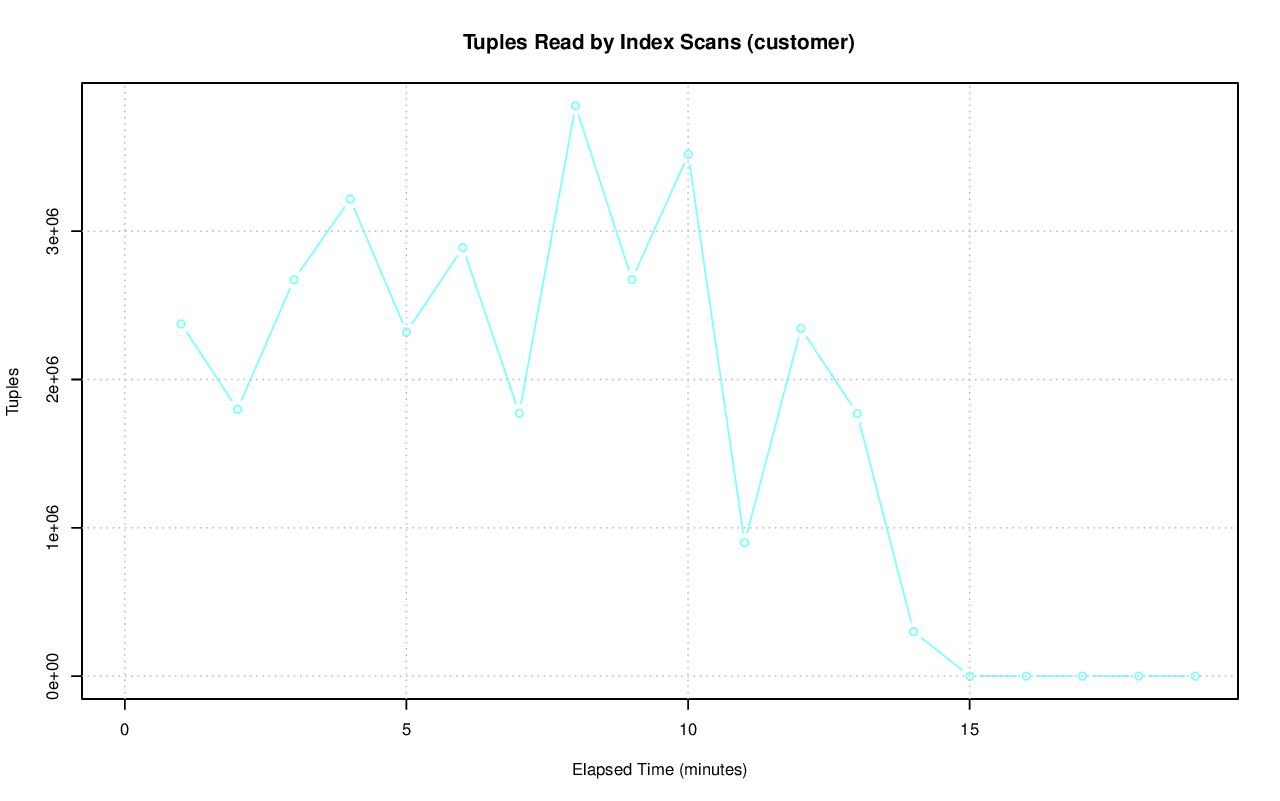 Tuples Read by Index Scans (customer)
3e+06
2e+06
1e+06
0e+00
Tuples
0 5 10 15
Elapsed Time (minutes)